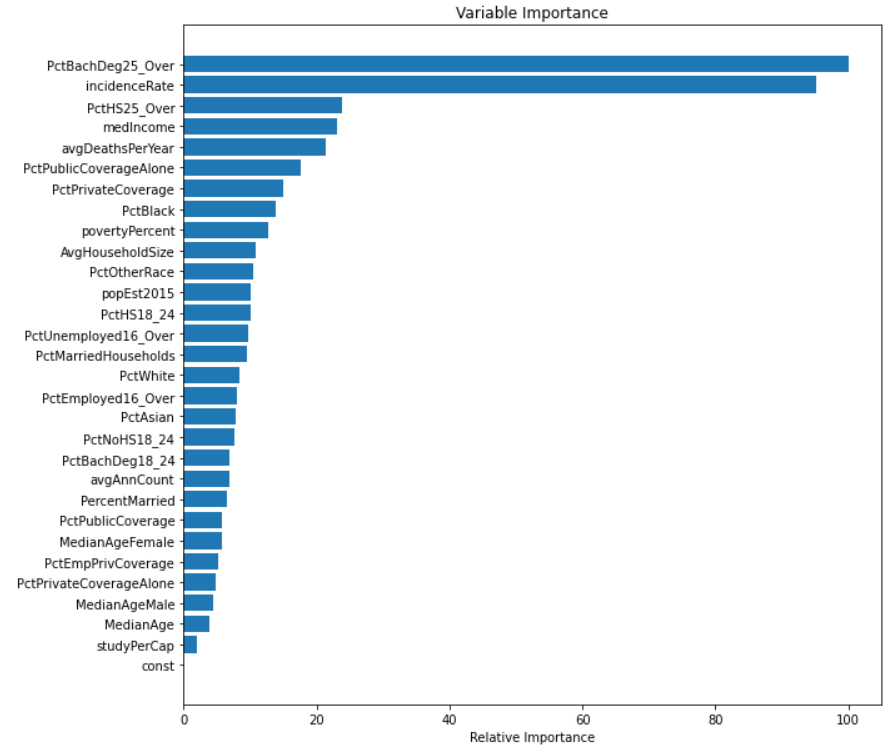 Variable Importance
PctBachDeg25_Over
incidenceRate
PctHS25_Over
medIncome
avgDeathsPerYear
PctPublicCoverageAlone
PctPrivateCoverage
PctBlack
povertyPercent
AvgHouseholdSize
PctOtherRace
popEst2015
PctHS18_24
PctUnemployed16_Over
PctMarriedHouseholds
PctWhite
PctEmployed16_Over
PctAsian
PctNoHS18_24
PctBachDeg18_24
avgAnnCount
PercentMarried
PctPublicCoverage
MedianAgeFemale
PctEmpPrivCoverage
PctPrivateCoverageAlone
MedianAgeMale
MedianAge
studyPerCap
const
0 20 40 60 80 100
Relative Importance